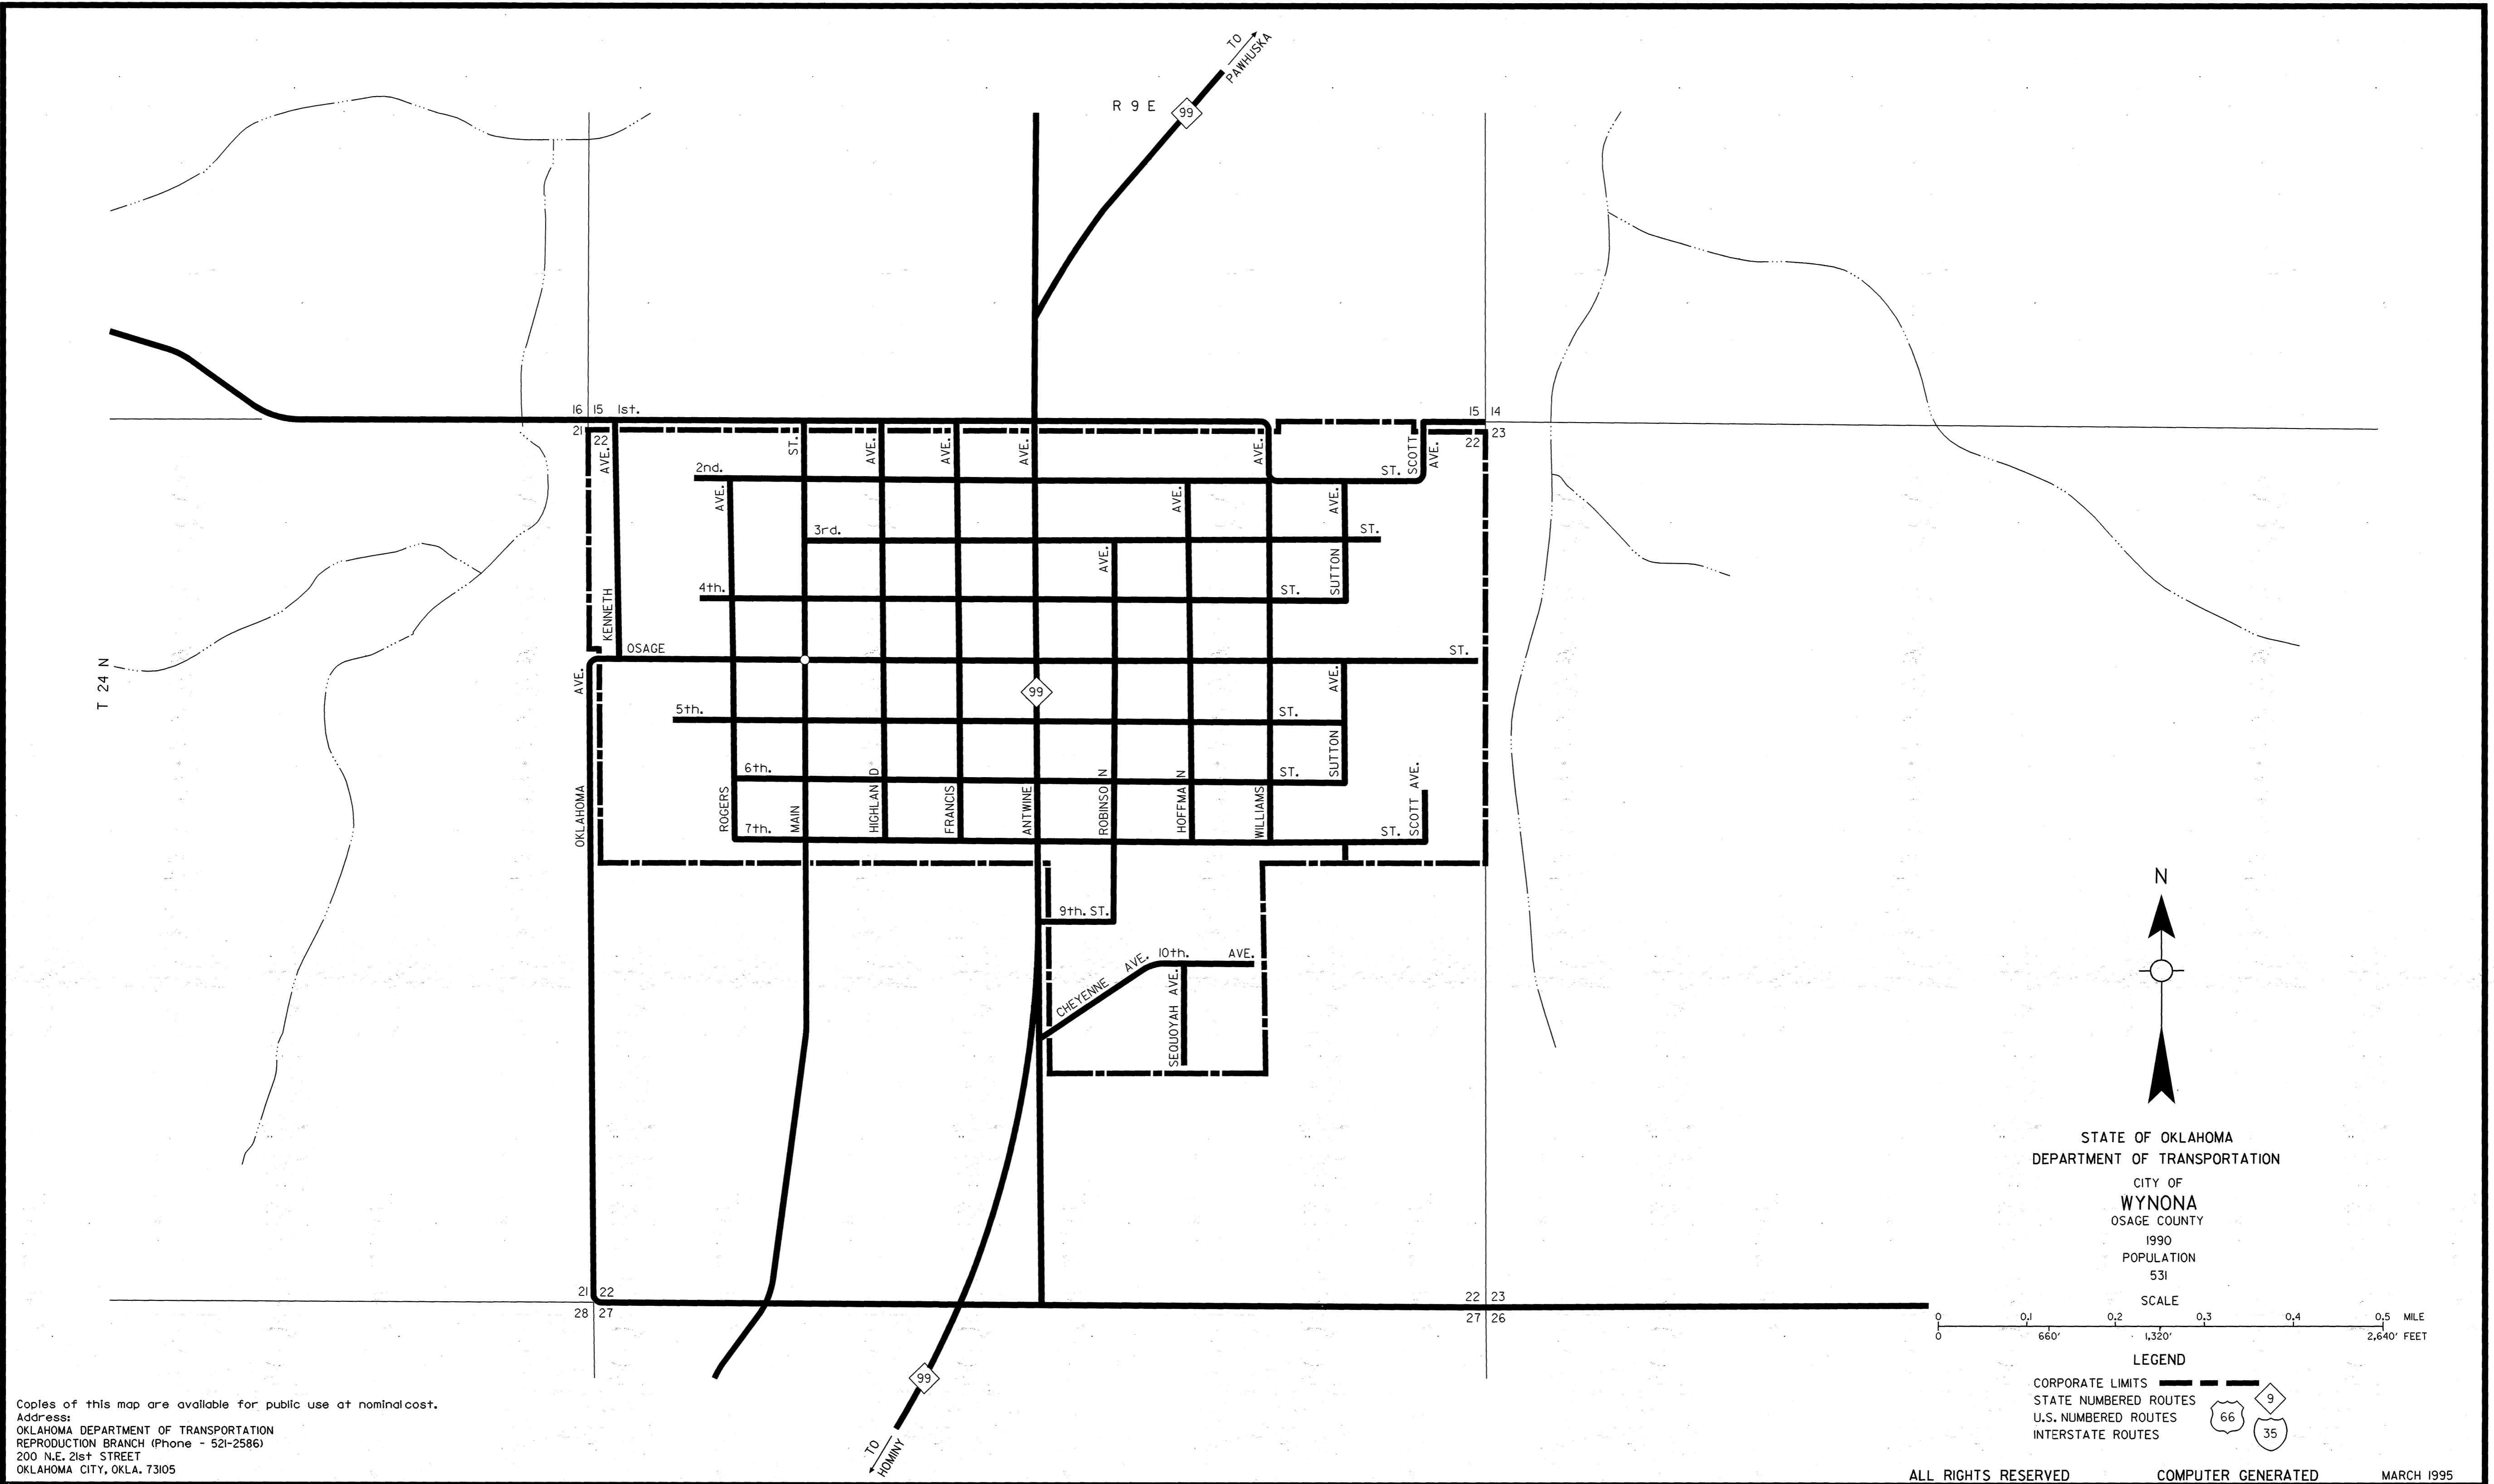 TO
PAWHUSKA
R 9 E
99
16 15 1st.
15 14
21
22
22 23
AVE.
ST.
AVE.
AVE.
AVE.
AVE.
SCOTT
AVE.
2nd.
ST.
AVE.
AVE.
AVE.
3rd.
ST.
AVE.
4th.
ST.
SUTTON
KENNETH
OSAGE
ST.
T 24 N
AVE.
AVE.
99
5th.
ST.
SUTTON
6th.
ST.
SCOTT AVE.
OKLAHOMA
ROGERS
MAIN
HIGHLAND
FRANCIS
ANTWINE
ROBINSON
HOFFMAN
WILLIAMS
7th.
ST.
9th. ST.
CHEYENNE AVE.
10th. AVE.
SEQUOYAH AVE.
N
21 22
28 27
22 23
27 26
99
TO
HOMINY
STATE OF OKLAHOMA
DEPARTMENT OF TRANSPORTATION
CITY OF
WYNONA
OSAGE COUNTY
1990
POPULATION
531
SCALE
0 0.1 0.2 0.3 0.4 0.5 MILE
0 660' 1,320' 2,640' FEET
LEGEND
CORPORATE LIMITS
STATE NUMBERED ROUTES 9
U.S. NUMBERED ROUTES 66
INTERSTATE ROUTES 35
Copies of this map are available for public use at nominal cost.
Address:
OKLAHOMA DEPARTMENT OF TRANSPORTATION
REPRODUCTION BRANCH (Phone - 521-2586)
200 N.E. 21st STREET
OKLAHOMA CITY, OKLA. 73105
ALL RIGHTS RESERVED COMPUTER GENERATED MARCH 1995